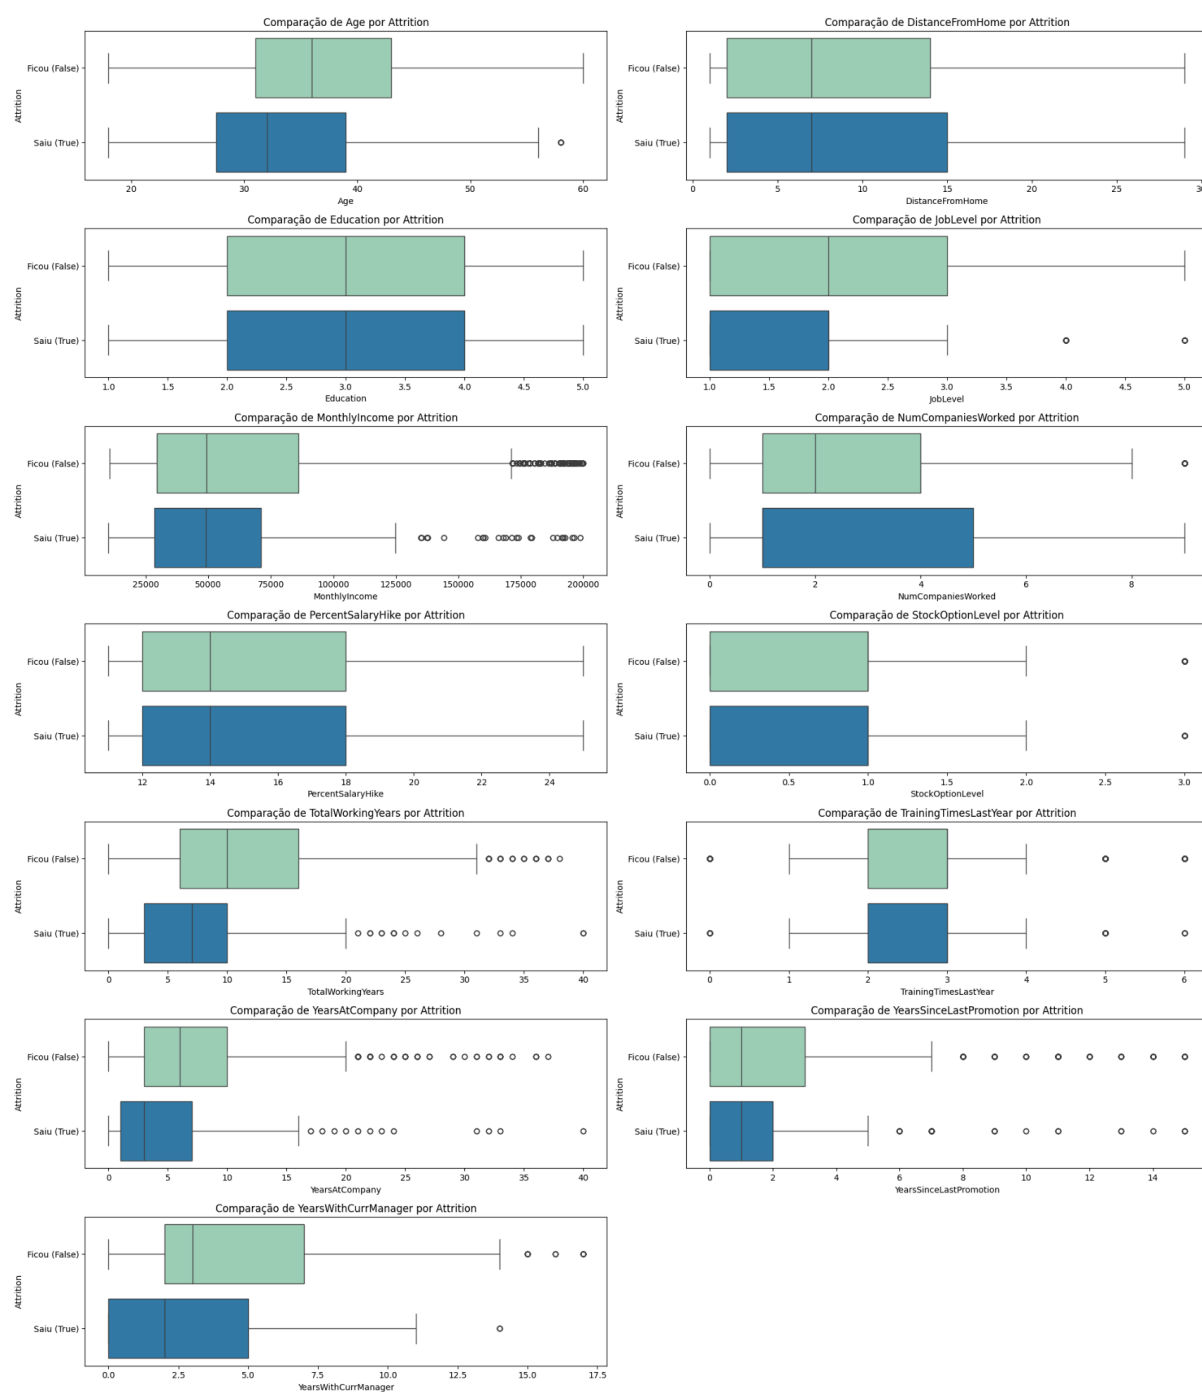 Comparação de Age por Attrition
Attrition
Ficou (False)
Saiu (True)
20 30 40 50 60
Age
Comparação de DistanceFromHome por Attrition
Attrition
Ficou (False)
Saiu (True)
0 5 10 15 20 25 30
DistanceFromHome
Comparação de Education por Attrition
Attrition
Ficou (False)
Saiu (True)
1.0 1.5 2.0 2.5 3.0 3.5 4.0 4.5 5.0
Education
Comparação de JobLevel por Attrition
Attrition
Ficou (False)
Saiu (True)
1.0 1.5 2.0 2.5 3.0 3.5 4.0 4.5 5.0
JobLevel
Comparação de MonthlyIncome por Attrition
Attrition
Ficou (False)
Saiu (True)
25000 50000 75000 100000 125000 150000 175000 200000
MonthlyIncome
Comparação de NumCompaniesWorked por Attrition
Attrition
Ficou (False)
Saiu (True)
0 2 4 6 8
NumCompaniesWorked
Comparação de PercentSalaryHike por Attrition
Attrition
Ficou (False)
Saiu (True)
12 14 16 18 20 22 24
PercentSalaryHike
Comparação de StockOptionLevel por Attrition
Attrition
Ficou (False)
Saiu (True)
0.0 0.5 1.0 1.5 2.0 2.5 3.0
StockOptionLevel
Comparação de TotalWorkingYears por Attrition
Attrition
Ficou (False)
Saiu (True)
0 5 10 15 20 25 30 35 40
TotalWorkingYears
Comparação de TrainingTimesLastYear por Attrition
Attrition
Ficou (False)
Saiu (True)
0 1 2 3 4 5 6
TrainingTimesLastYear
Comparação de YearsAtCompany por Attrition
Attrition
Ficou (False)
Saiu (True)
0 5 10 15 20 25 30 35 40
YearsAtCompany
Comparação de YearsSinceLastPromotion por Attrition
Attrition
Ficou (False)
Saiu (True)
0 2 4 6 8 10 12 14
YearsSinceLastPromotion
Comparação de YearsWithCurrManager por Attrition
Attrition
Ficou (False)
Saiu (True)
0.0 2.5 5.0 7.5 10.0 12.5 15.0 17.5
YearsWithCurrManager